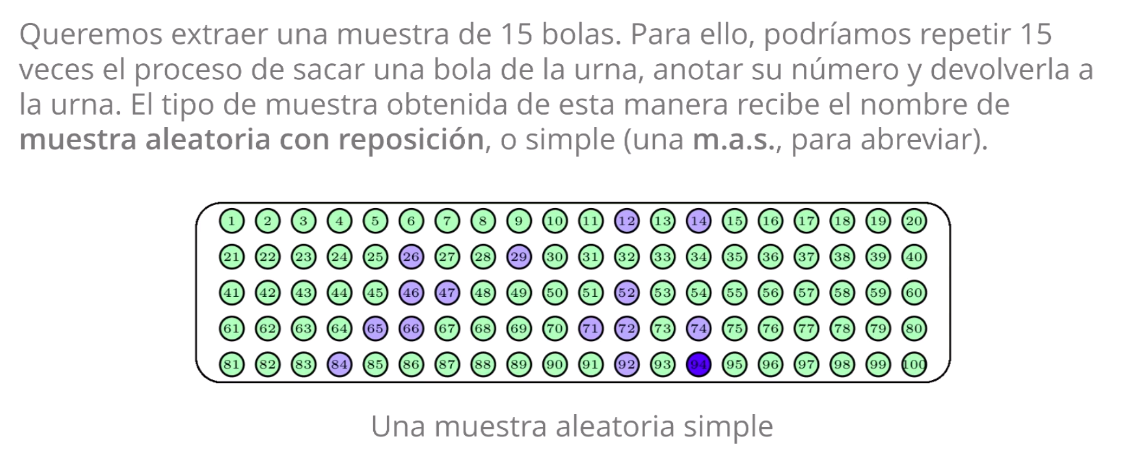 Queremos extraer una muestra de 15 bolas. Para ello, podríamos repetir 15
veces el proceso de sacar una bola de la urna, anotar su número y devolverla a
la urna. El tipo de muestra obtenida de esta manera recibe el nombre de
muestra aleatoria con reposición, o simple (una m.a.s., para abreviar).
1 2 3 4 5 6 7 8 9 10 11 12 13 14 15 16 17 18 19 20
21 22 23 24 25 26 27 28 29 30 31 32 33 34 35 36 37 38 39 40
41 42 43 44 45 46 47 48 49 50 51 52 53 54 55 56 57 58 59 60
61 62 63 64 65 66 67 68 69 70 71 72 73 74 75 76 77 78 79 80
81 82 83 84 85 86 87 88 89 90 91 92 93 94 95 96 97 98 99 100
Una muestra aleatoria simple